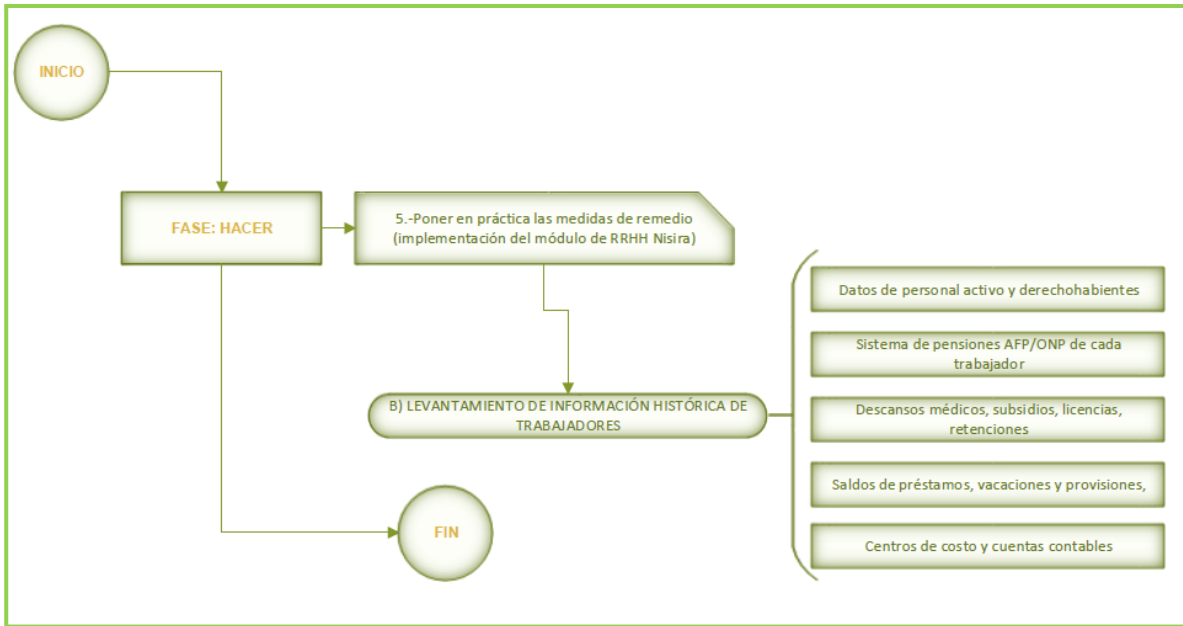 INICIO
FASE: HACER
5.-Poner en práctica las medidas de remedio
(implementación del módulo de RRHH Nisira)
B) LEVANTAMIENTO DE INFORMACIÓN HISTÓRICA DE
TRABAJADORES
Datos de personal activo y derechohabientes
Sistema de pensiones AFP/ONP de cada
trabajador
Descansos médicos, subsidios, licencias,
retenciones
Saldos de préstamos, vacaciones y provisiones,
Centros de costo y cuentas contables
FIN